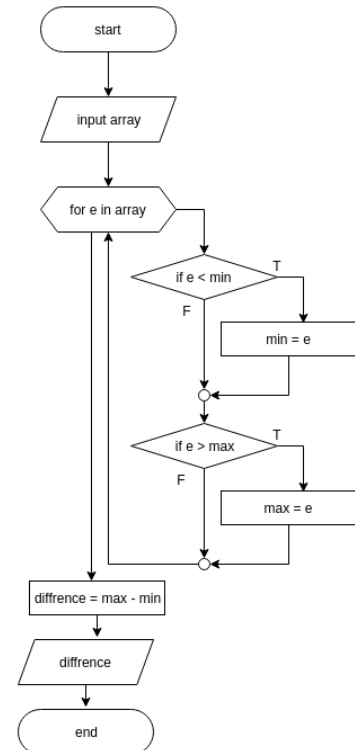 start
input array
for e in array
if e < min
T
F
min = e
if e > max
T
F
max = e
diffrence = max - min
diffrence
end